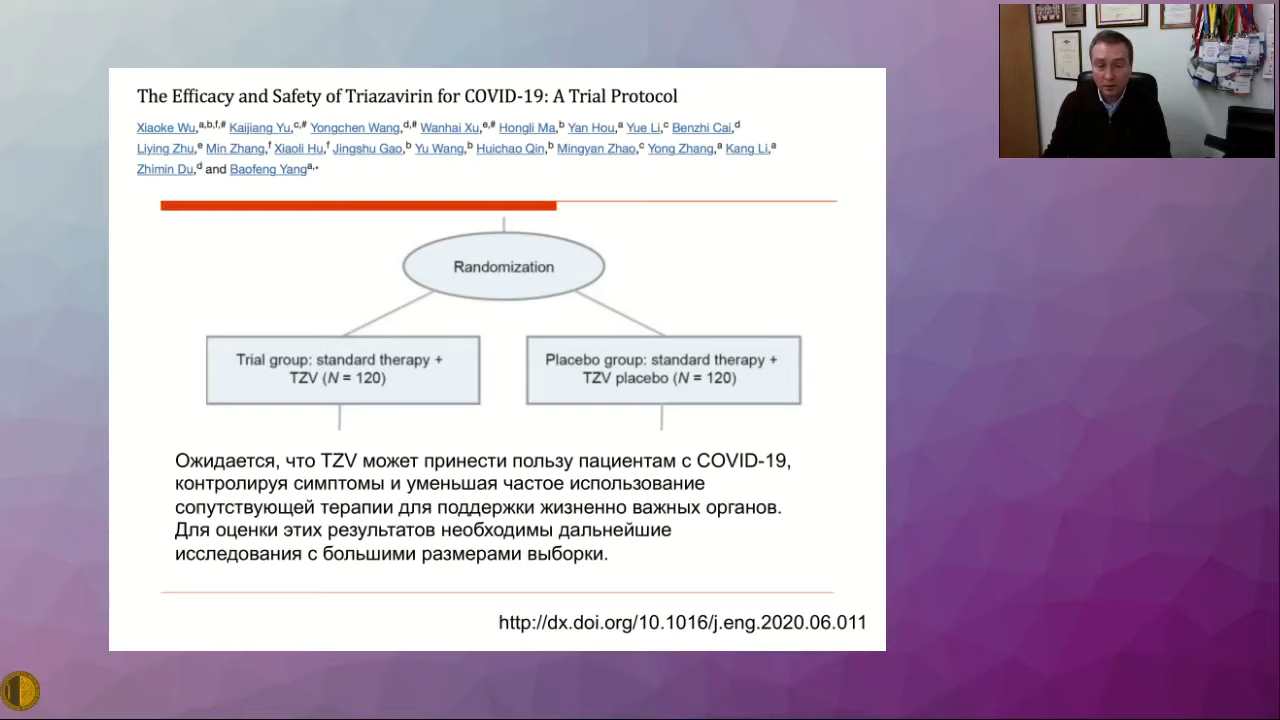 The Efficacy and Safety of Triazavirin for COVID-19: A Trial Protocol
Xiaoke Wu,a,b,f,# Kaijiang Yu,c,# Yongchen Wang,d,# Wanhai Xu,e,# Hongli Ma,b Yan Hou,a Yue Li,c Benzhi Cai,d
Liying Zhu,e Min Zhang,f Xiaoli Hu,f Jingshu Gao,b Yu Wang,b Huichao Qin,b Mingyan Zhao,c Yong Zhang,a Kang Li,a
Zhimin Du,d and Baofeng Yanga,*
Randomization
Trial group: standard therapy +
TZV (N = 120)
Placebo group: standard therapy +
TZV placebo (N = 120)
Ожидается, что TZV может принести пользу пациентам с COVID-19,
контролируя симптомы и уменьшая частое использование
сопутствующей терапии для поддержки жизненно важных органов.
Для оценки этих результатов необходимы дальнейшие
исследования с большими размерами выборки.
http://dx.doi.org/10.1016/j.eng.2020.06.011